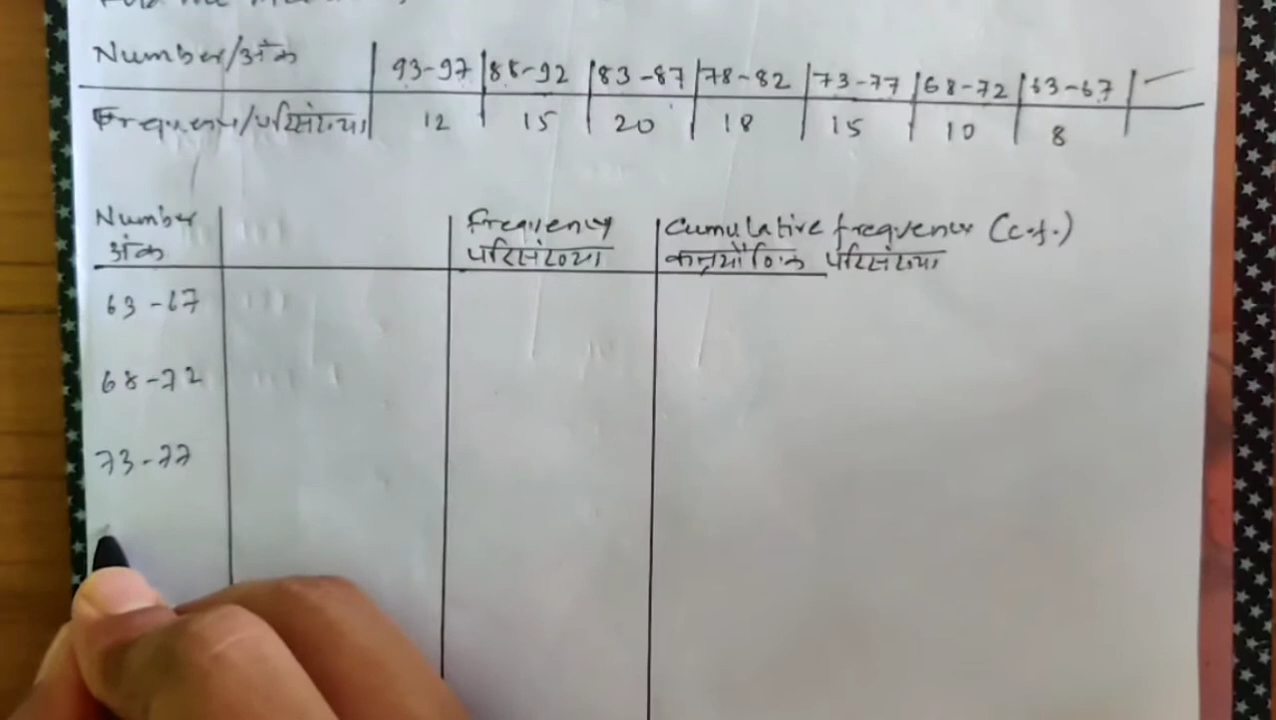 Number/अंक 93-97 88-92 83-87 78-82 73-77 68-72 63-67
Frequency/परिसंख्या 12 15 20 18 15 10 8
Number Frequency Cumulative frequency (c.f.)
अंक परिसंख्या परिसंख्या
63-67
68-72
73-77